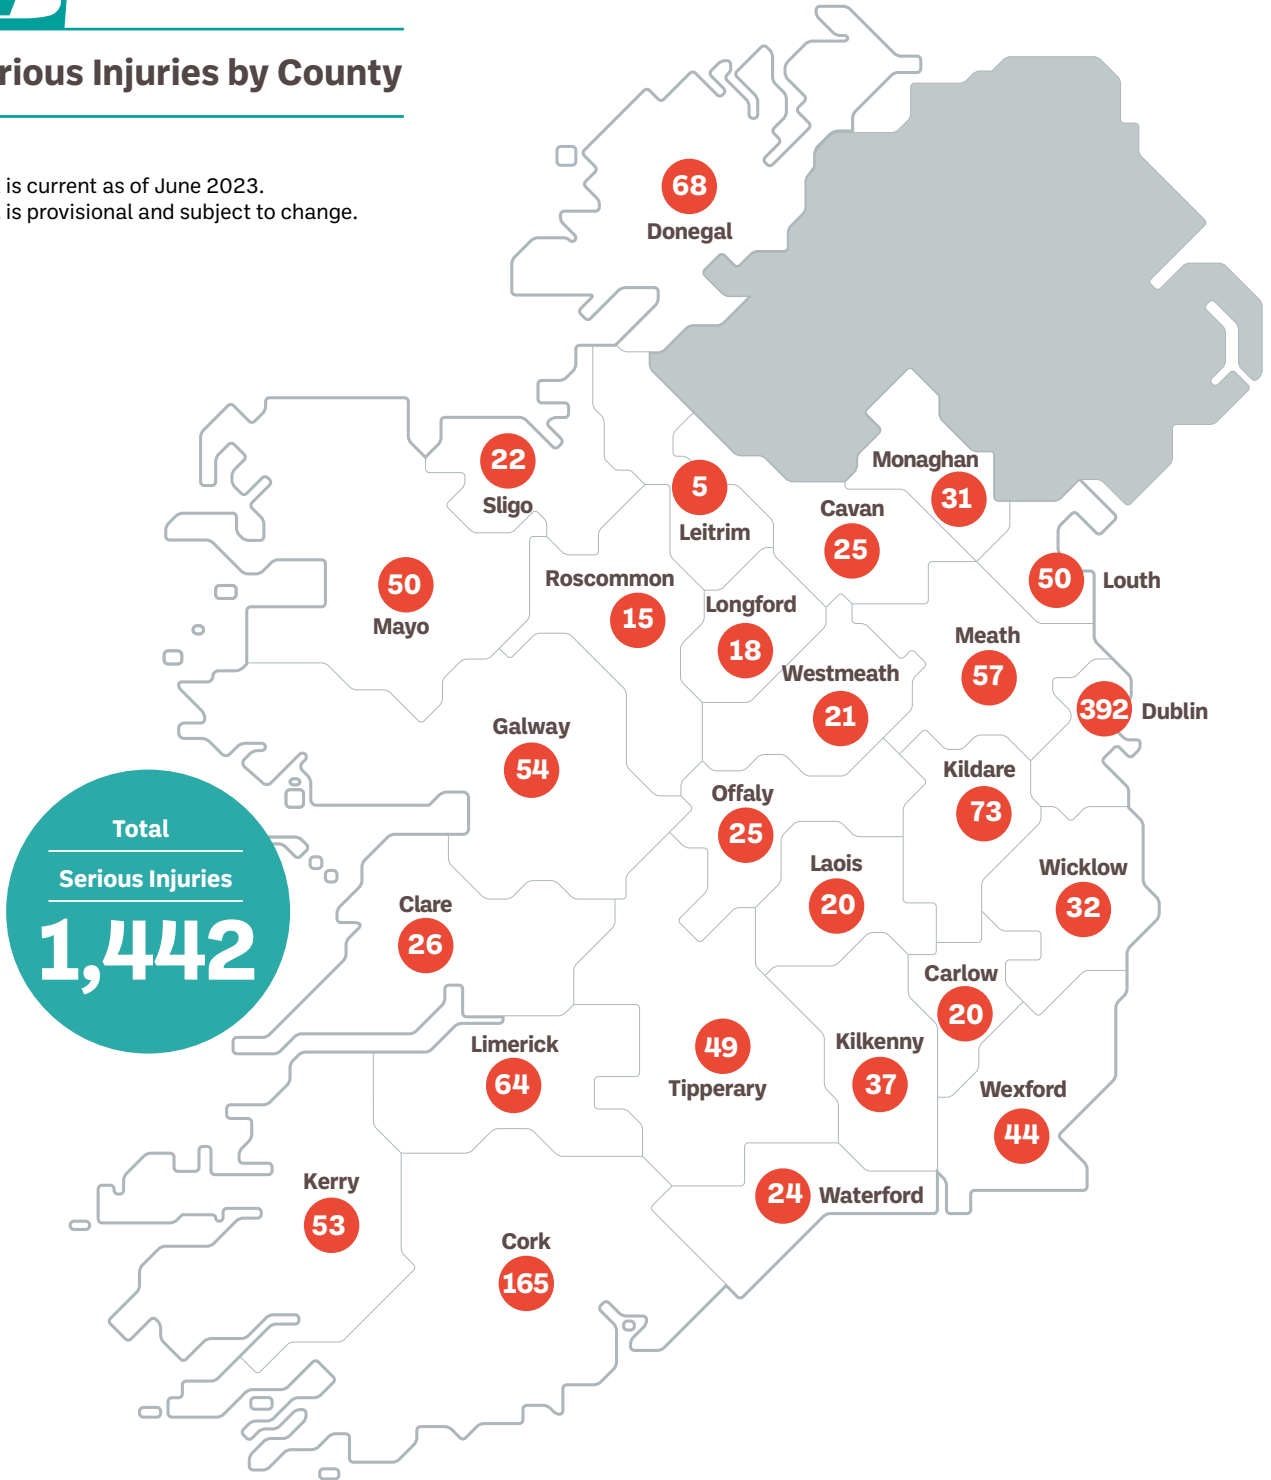 rious Injuries by County
is current as of June 2023.
is provisional and subject to change.
68
Donegal
22
Sligo
5
Leitrim
Monaghan
31
Cavan
25
50
Mayo
Roscommon
15
50 Louth
Longford
18
Meath
57
Westmeath
21
392 Dublin
Galway
54
Kildare
73
Offaly
25
Total
Serious Injuries
1,442
Laois
20
Wicklow
32
Clare
26
Carlow
20
Limerick
64
49
Tipperary
Kilkenny
37
Wexford
44
Kerry
53
24 Waterford
Cork
165